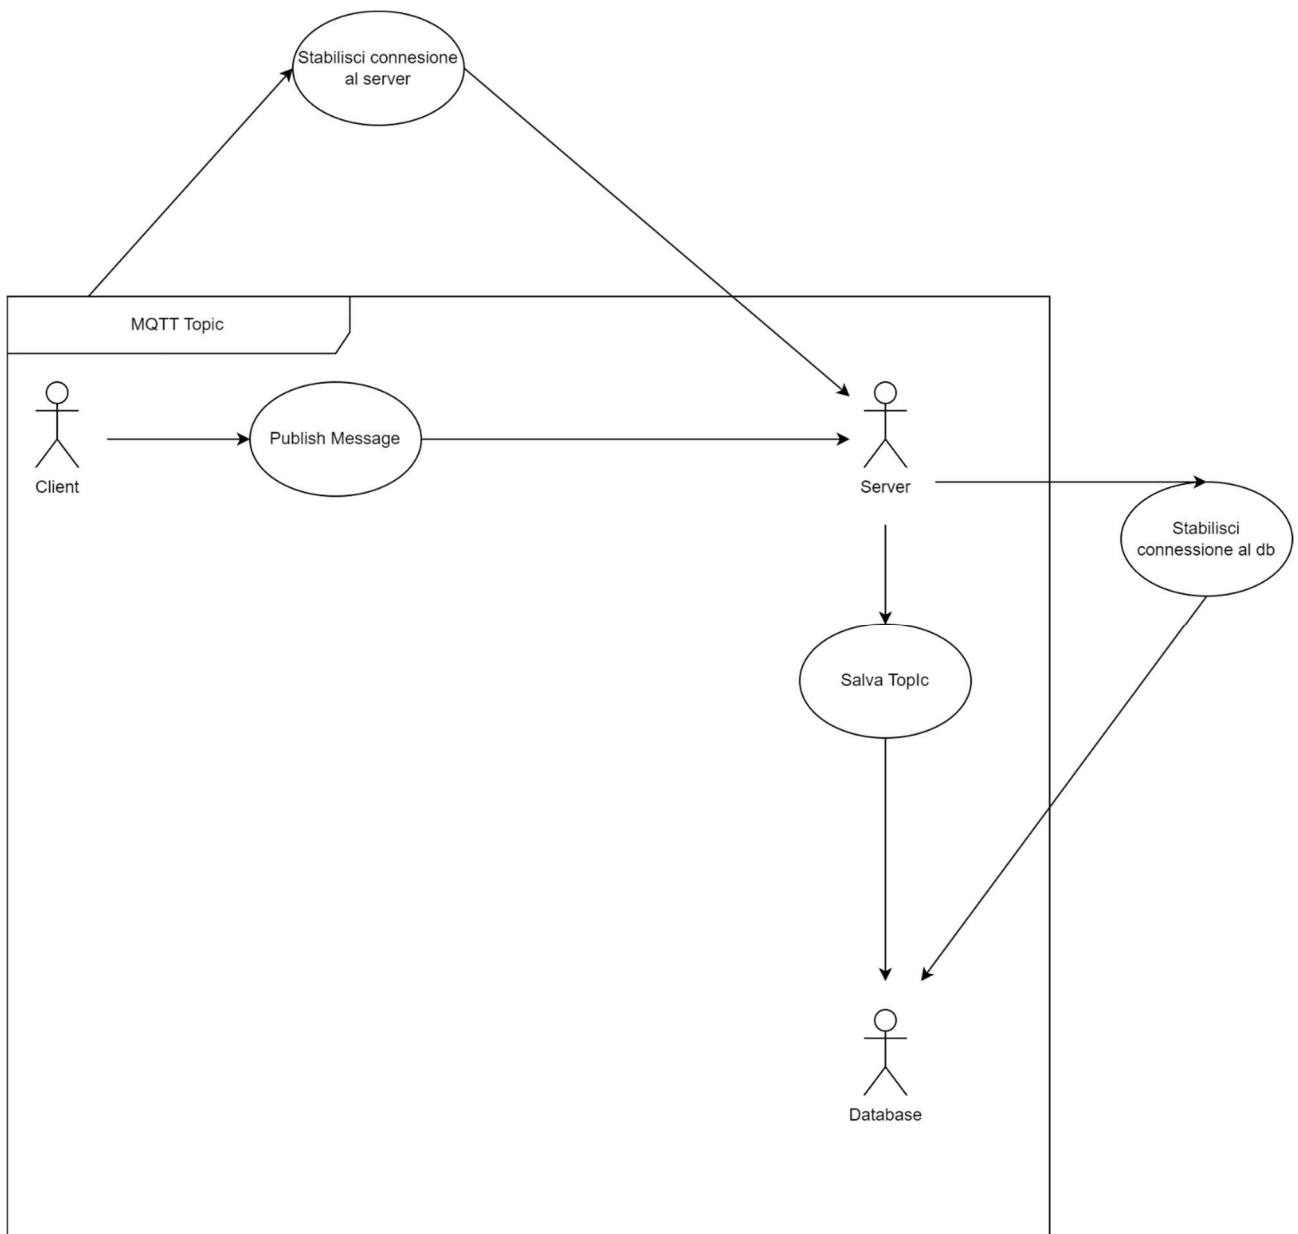 Stabilisci connesione
al server
MQTT Topic
Publish Message
Client
Server
Stabilisci
connessione al db
Salva TopIc
Database